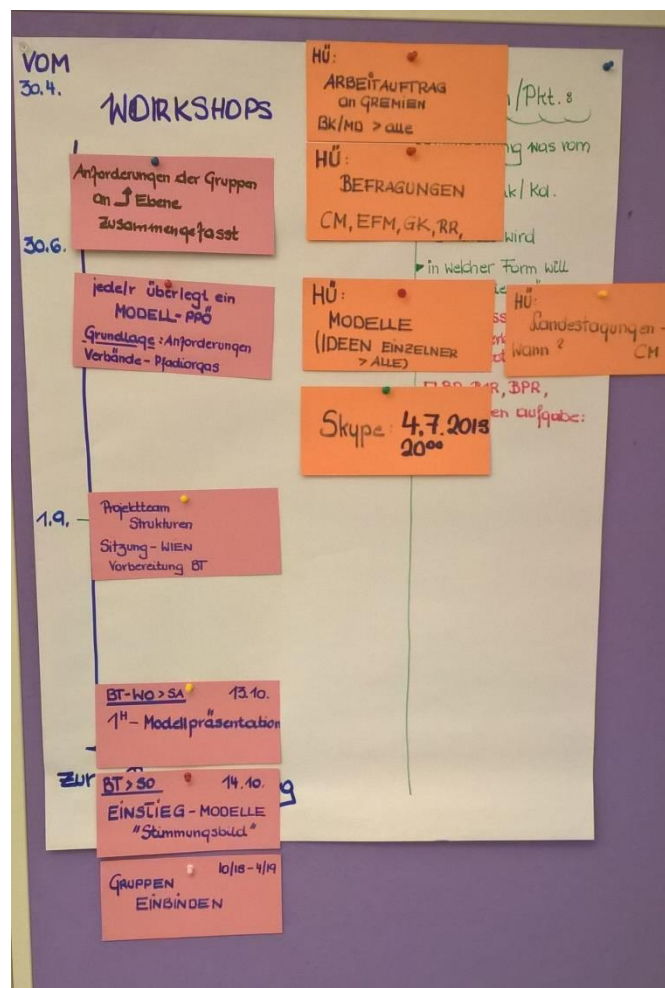 VOM
30.4.
WORKSHOPS
Anforderungen der Gruppen
an Ebene
zusammengefasst
30.6.
jede/r überlegt ein
MODELL-PPÖ
Grundlage: Anforderungen
Verbände-Pfadiorgas
1.9.
Projektteam
Strukturen
Sitzung-WIEN
Vorbereitung BT
BT-WO>SA 13.10.
1H-Modellpräsentation
Zur
BT>SO 14.10.
EINSTIEG-MODELLE
"Stimmungsbild"
10/18-4/19
GRUPPEN
EINBINDEN
HÜ:
ARBEITAUFTRAG
an GREMIEN
BK/MD > alle
HÜ:
BEFRAGUNGEN
CM, EFM, GK, RR,
HÜ:
MODELLE
(IDEEN EINZELNER
> ALLE)
Skype: 4.7.2018
20oo
/Pkt. 8
was vom
/Kd.
wird
in welcher Form will
HÜ:
Landestagungen-
Wann? CM
BPR,
en aufgabe: